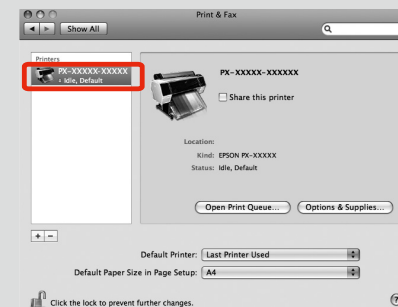 Print & Fax
Show All
Printers
PX-XXXXX-XXXXX
Idle, Default
PX-XXXXX-XXXXXX
Share this printer
Location:
Kind: EPSON PX-XXXXX
Status: Idle, Default
Open Print Queue... Options & Supplies...
+ −
Default Printer: Last Printer Used
Default Paper Size in Page Setup: A4
Click the lock to prevent further changes.
?